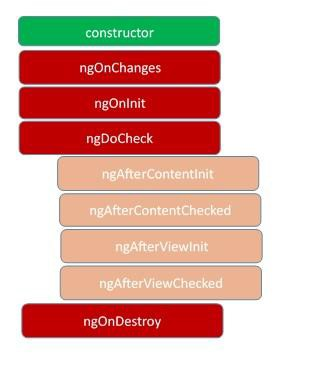 constructor
ngOnChanges
ngOnInit
ngDoCheck
ngAfterContentInit
ngAfterContentChecked
ngAfterViewInit
ngAfterViewChecked
ngOnDestroy